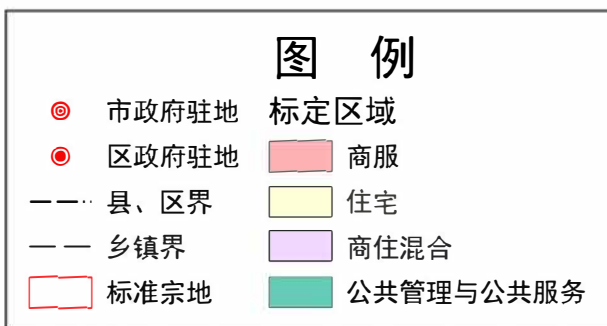 图 例
市政府驻地 标定区域
区政府驻地 商服
县、区界 住宅
乡镇界 商住混合
标准宗地 公共管理与公共服务